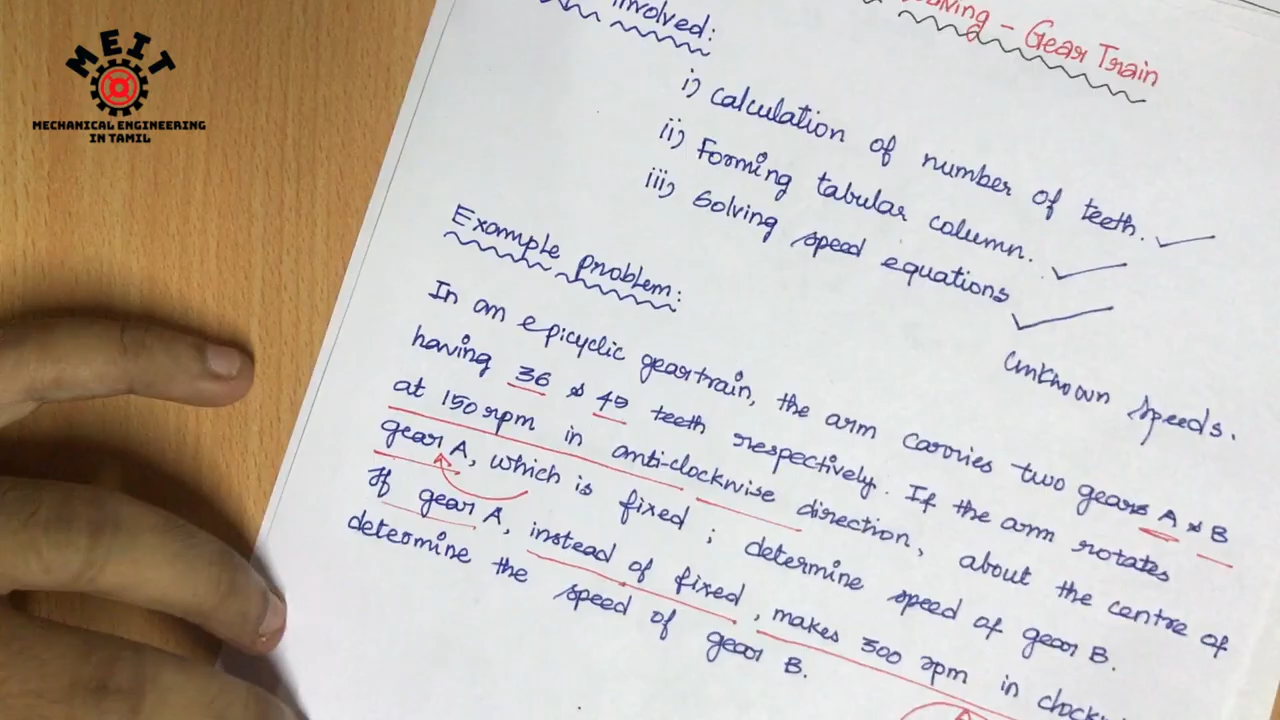 MEIT
MECHANICAL ENGINEERING
IN TAMIL
Solving - Gear Train
involved:
i) Calculation of number of teeth.
ii) Forming tabular column.
iii) Solving speed equations
Unknown speeds.
Example problem:
In an epicyclic geartrain, the arm carries two gears A & B
having 36 & 45 teeth respectively. If the arm rotates
at 150 rpm in anti-clockwise direction, about the centre of
gear A, which is fixed; determine speed of gear B.
If gear A, instead of fixed, makes 300 rpm in
determine the speed of gear B.